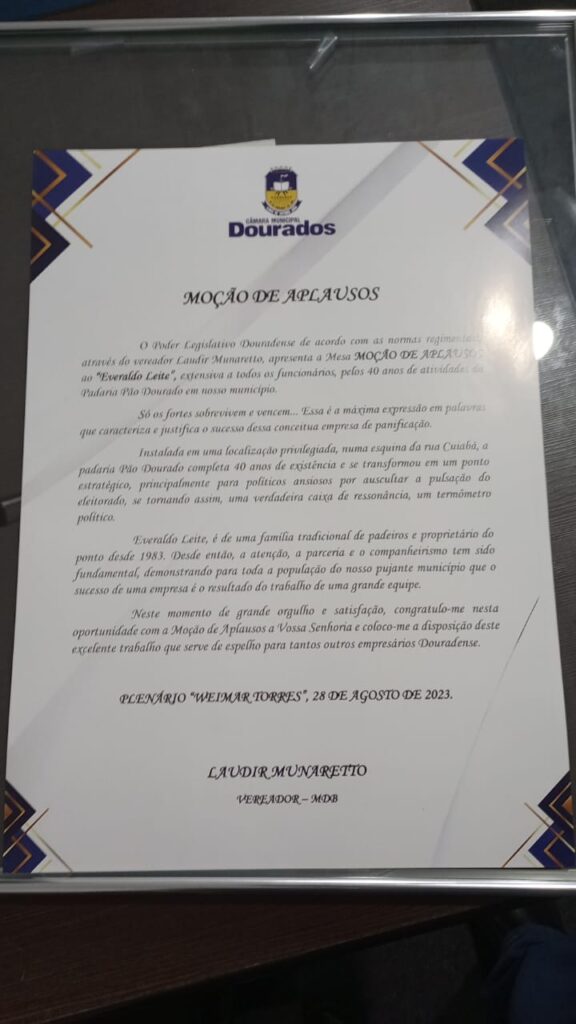 CÂMARA MUNICIPAL
Dourados
MOÇÃO DE APLAUSOS
O Poder Legislativo Douradense de acordo com as normas regimentais,
através do vereador Laudir Munaretto, apresenta a Mesa MOÇÃO DE APLAUSOS
ao "Everaldo Leite", extensiva a todos os funcionários, pelos 40 anos de atividades da
Padaria Pão Dourado em nosso município.
Só os fortes sobrevivem e vencem... Essa é a máxima expressão em palavras
que caracteriza e justifica o sucesso dessa conceitua empresa de panificação.
Instalada em uma localização privilegiada, numa esquina da rua Cuiabá, a
padaria Pão Dourado completa 40 anos de existência e se transformou em um ponto
estratégico, principalmente para políticos ansiosos por auscultar a pulsação do
eleitorado, se tornando assim, uma verdadeira caixa de ressonância, um termômetro
político.
Everaldo Leite, é de uma família tradicional de padeiros e proprietário do
ponto desde 1983. Desde então, a atenção, a parceria e o companheirismo tem sido
fundamental, demonstrando para toda a população do nosso pujante município que o
sucesso de uma empresa é o resultado do trabalho de uma grande equipe.
Neste momento de grande orgulho e satisfação, congratulo-me nesta
oportunidade com a Moção de Aplausos a Vossa Senhoria e coloco-me a disposição deste
excelente trabalho que serve de espelho para tantos outros empresários Douradense.
PLENÁRIO "WEIMAR TORRES", 28 DE AGOSTO DE 2023.
LAUDIR MUNARETTO
VEREADOR – MDB